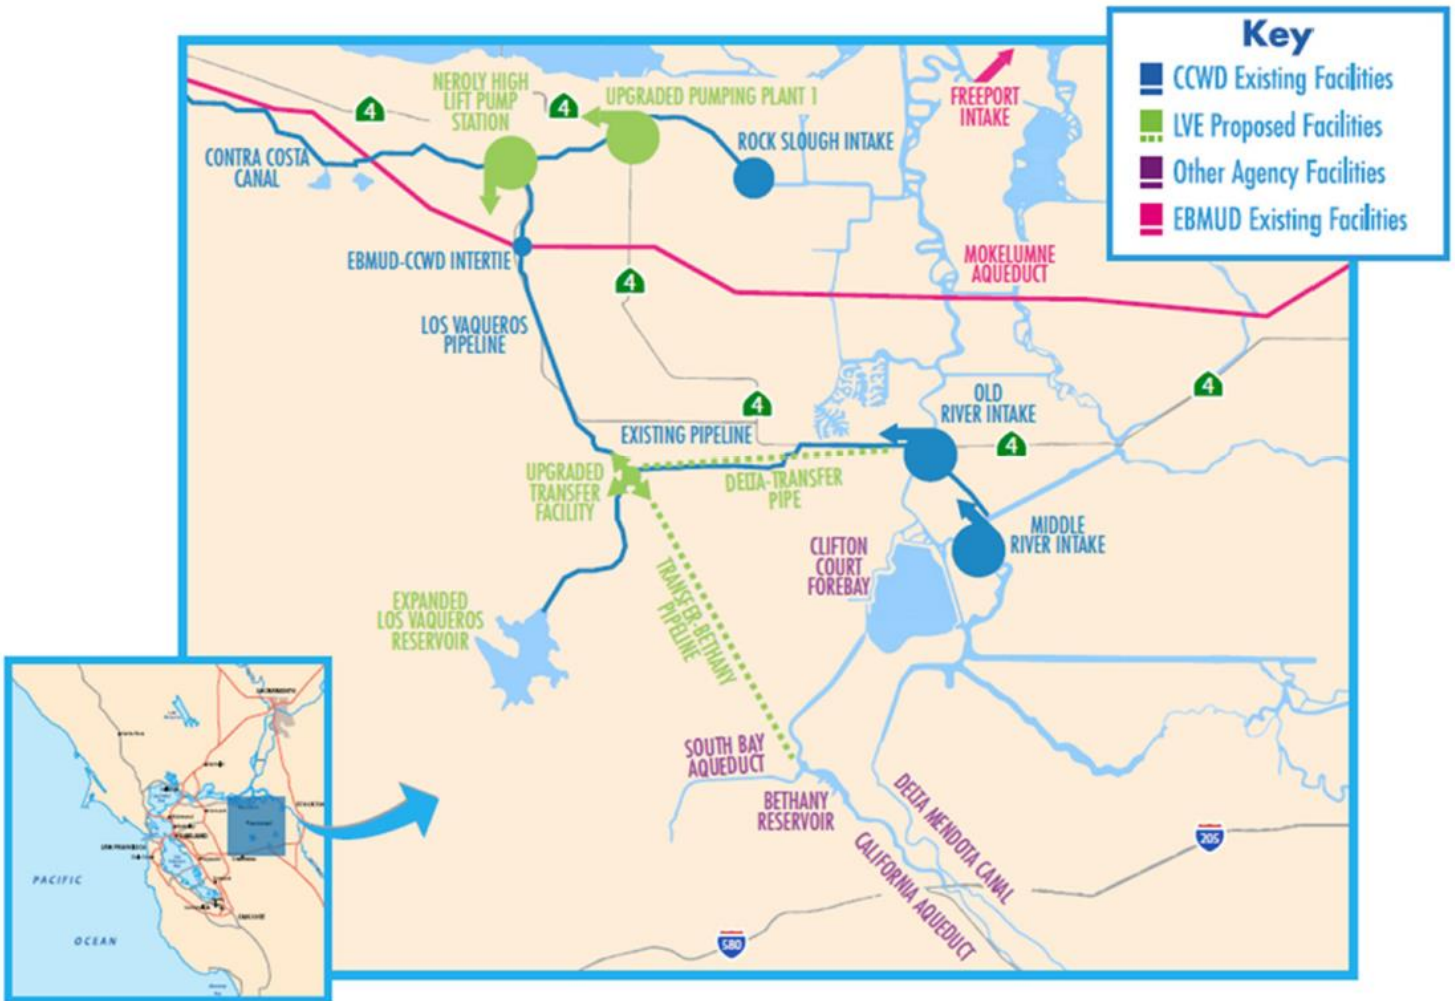 Key
CCWD Existing Facilities
LVE Proposed Facilities
Other Agency Facilities
EBMUD Existing Facilities
NEROLY HIGH
LIFT PUMP
STATION
4
4
UPGRADED PUMPING PLANT 1
FREEPORT
INTAKE
ROCK SLOUGH INTAKE
CONTRA COSTA
CANAL
EBMUD-CCWD INTERTIE
4
MOKELUMNE
AQUEDUCT
LOS VAQUEROS
PIPELINE
4
4
OLD
RIVER INTAKE
EXISTING PIPELINE
4
UPGRADED
TRANSFER
FACILITY
DELTA-TRANSFER
PIPE
MIDDLE
RIVER INTAKE
CLIFTON
COURT
FOREBAY
TRANSFER-BETHANY
PIPELINE
EXPANDED
LOS VAQUEROS
RESERVOIR
SOUTH BAY
AQUEDUCT
BETHANY
RESERVOIR
DELTA MENDOTA CANAL
CALIFORNIA AQUEDUCT
205
580
SACRAMENTO
PACIFIC
OCEAN